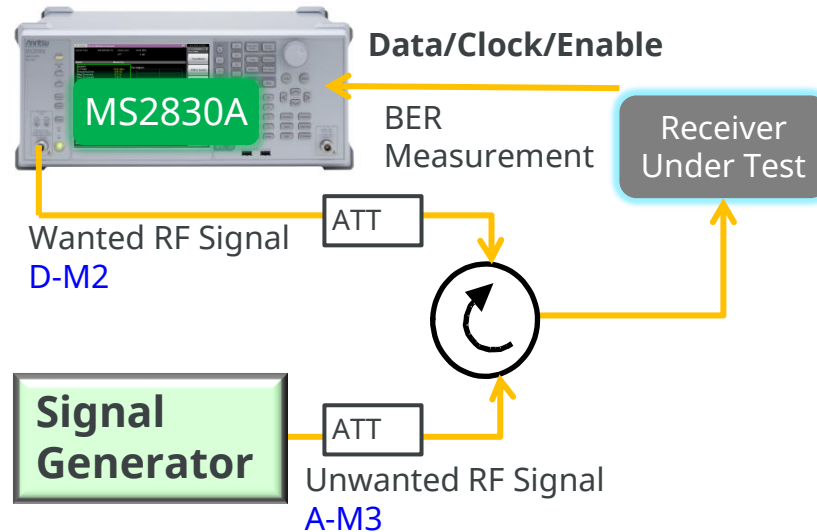 Anritsu
MS2830A
Data/Clock/Enable
BER
Measurement
Receiver
Under Test
ATT
Wanted RF Signal
D-M2
Signal
Generator
ATT
Unwanted RF Signal
A-M3